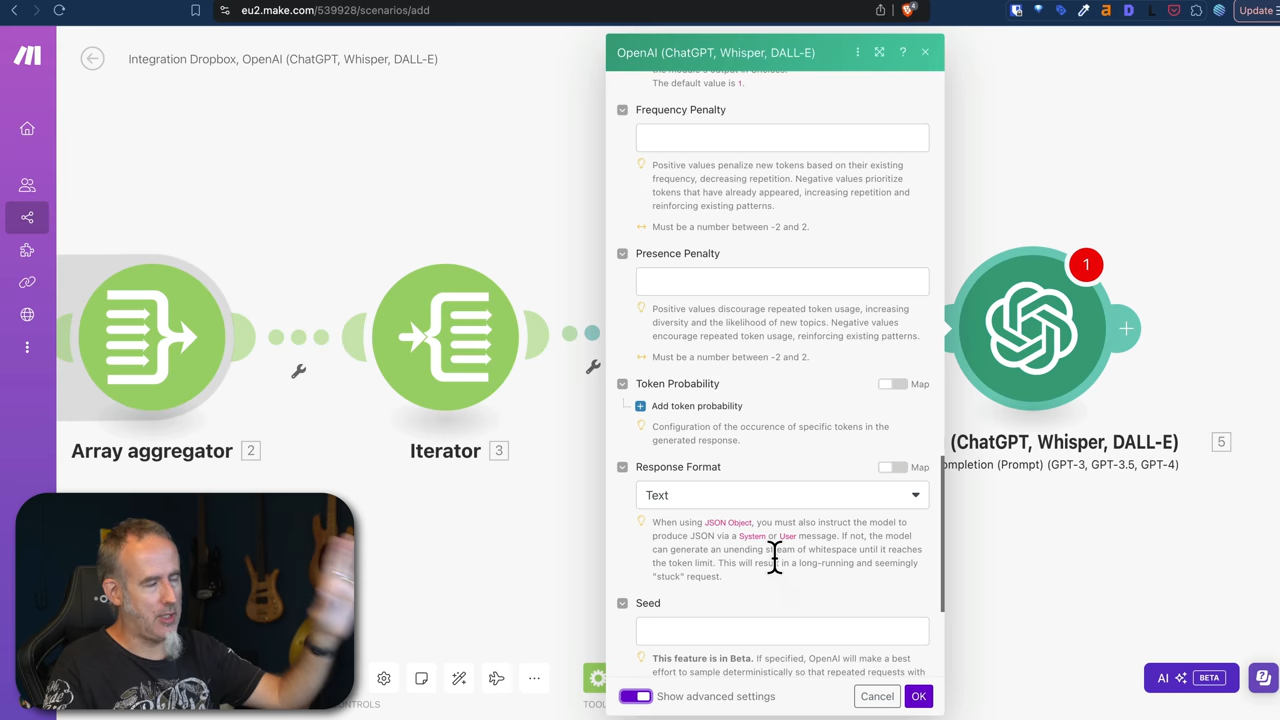 eu2.make.com/539928/scenarios/add
4
Update
Integration Dropbox, OpenAI (ChatGPT, Whisper, DALL-E)
OpenAI (ChatGPT, Whisper, DALL-E)
The default value is 1.
Frequency Penalty
Positive values penalize new tokens based on their existing
frequency, decreasing repetition. Negative values prioritize
tokens that have already appeared, increasing repetition and
reinforcing existing patterns.
Must be a number between -2 and 2.
Presence Penalty
Positive values discourage repeated token usage, increasing
diversity and the likelihood of new topics. Negative values
encourage repeated token usage, reinforcing existing patterns.
Must be a number between -2 and 2.
Token Probability
Map
Add token probability
Configuration of the occurence of specific tokens in the
generated response.
Response Format
Map
Text
When using JSON Object, you must also instruct the model to
produce JSON via a System or User message. If not, the model
can generate an unending stream of whitespace until it reaches
the token limit. This will result in a long-running and seemingly
"stuck" request.
Seed
This feature is in Beta. If specified, OpenAI will make a best
effort to sample deterministically so that repeated requests with
Show advanced settings
Cancel
OK
Array aggregator 2
Iterator 3
1
(ChatGPT, Whisper, DALL-E) 5
ompletion (Prompt) (GPT-3, GPT-3.5, GPT-4)
AI BETA